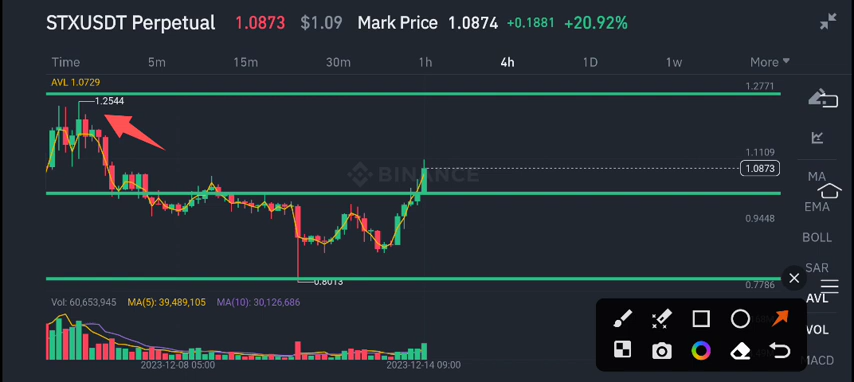 STXUSDT Perpetual 1.0873 $1.09 Mark Price 1.0874 +0.1881 +20.92%
Time 5m 15m 30m 1h 4h 1D 1w More
AVL 1.0729
1.2771
1.2544
1.1109
BINANCE
1.0873
MA
EMA
0.9448
BOLL
SAR
0.8013
0.7786
AVL
Vol: 60,653,945 MA(5): 39,489,105 MA(10): 30,126,686
VOL
MACD
2023-12-08 05:00 2023-12-14 09:00